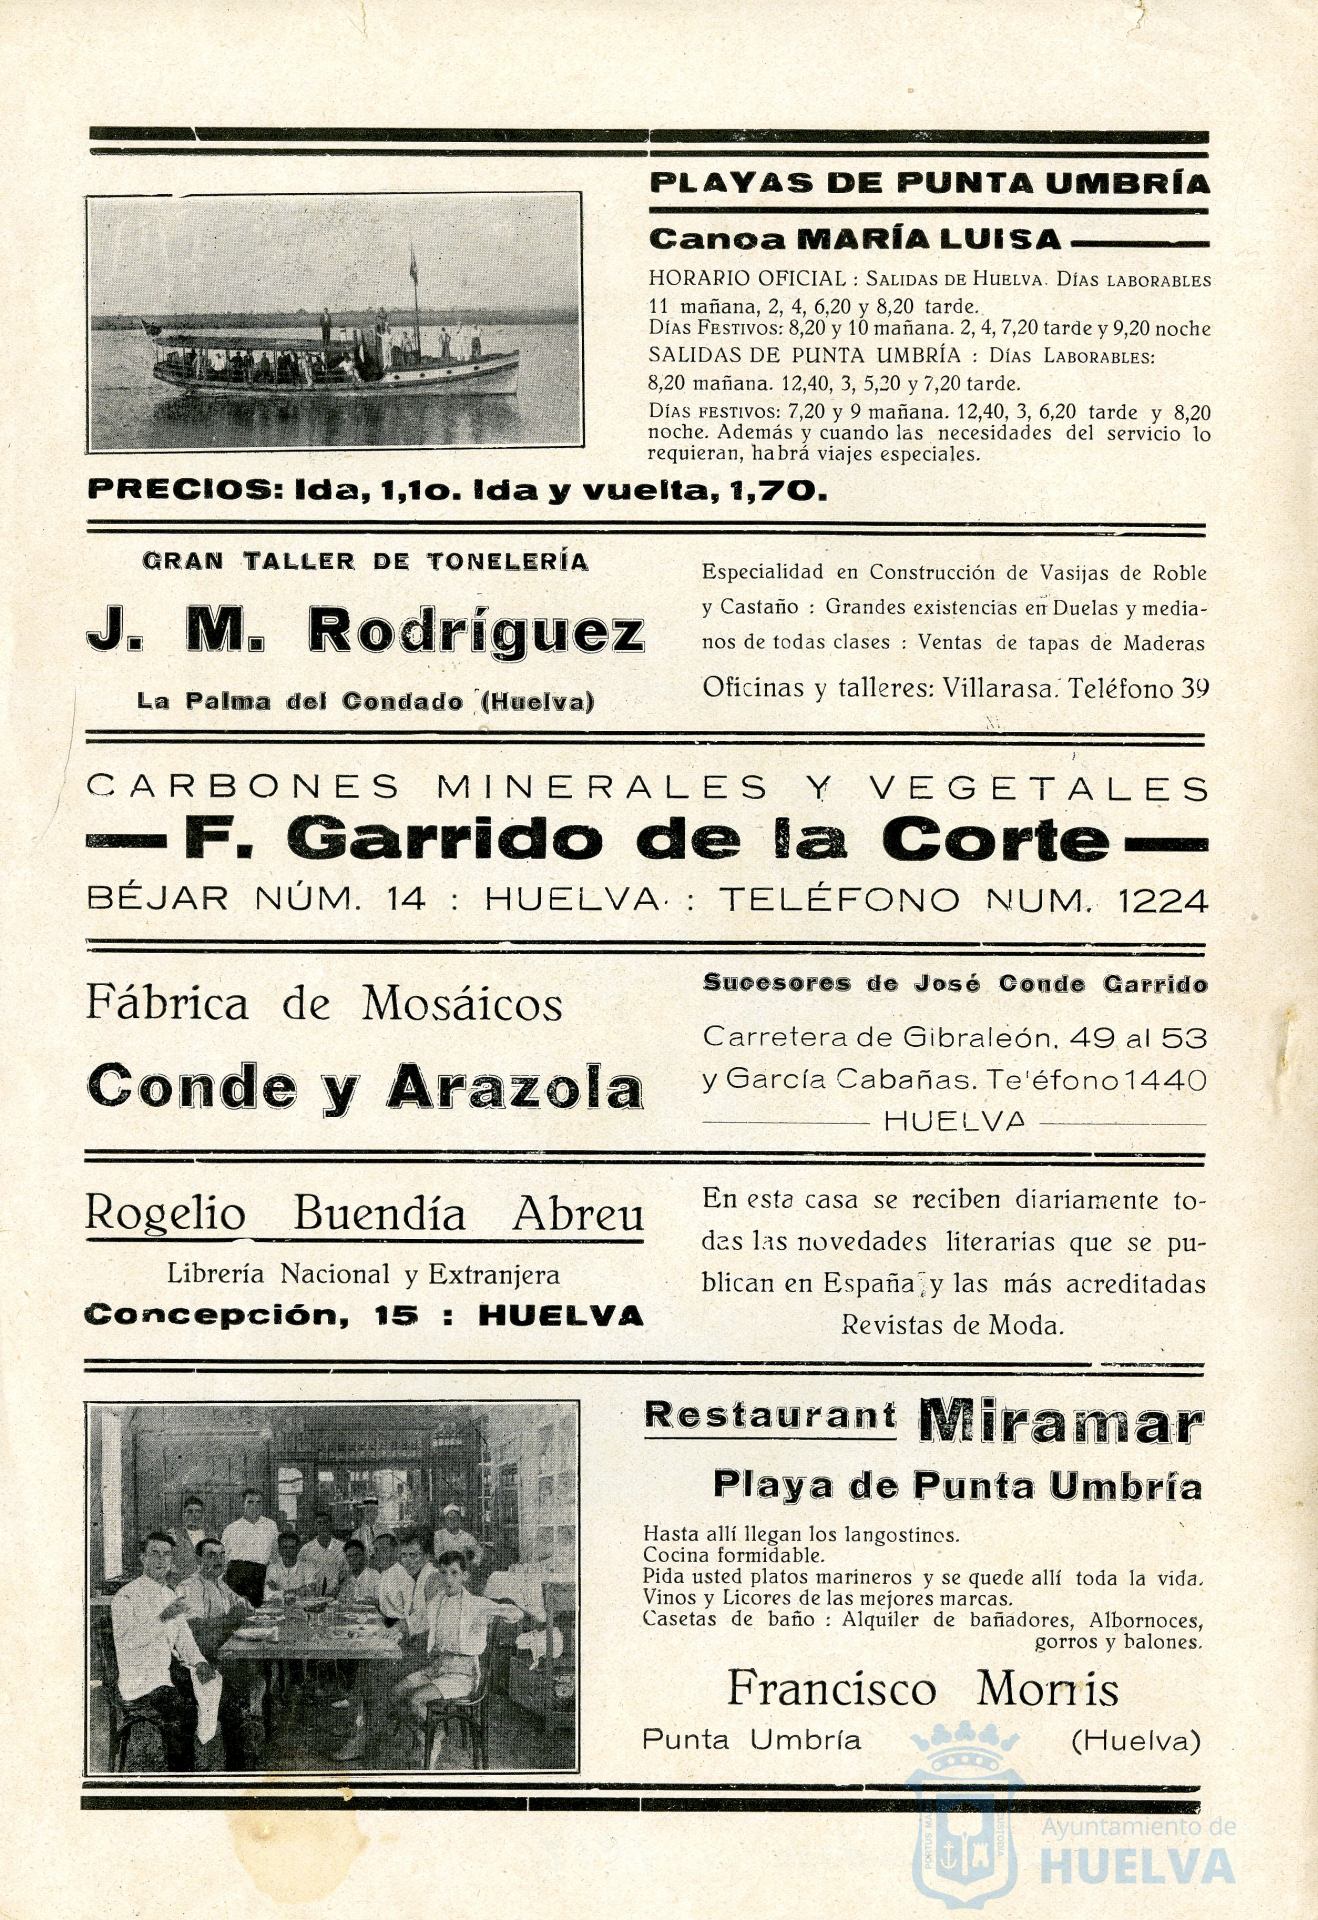 PLAYAS DE PUNTA UMBRÍA
Canoa MARÍA LUISA
HORARIO OFICIAL : SALIDAS DE HUELVA. DÍAS LABORABLES
11 mañana, 2, 4, 6,20 y 8,20 tarde.
DÍAS FESTIVOS: 8,20 y 10 mañana. 2, 4, 7,20 tarde y 9,20 noche
SALIDAS DE PUNTA UMBRÍA : DÍAS LABORABLES:
8,20 mañana. 12,40, 3, 5,20 y 7,20 tarde.
DÍAS FESTIVOS: 7,20 y 9 mañana. 12,40, 3, 6,20 tarde y 8,20
noche. Además y cuando las necesidades del servicio lo
requieran, habrá viajes especiales.
PRECIOS: Ida, 1,10. Ida y vuelta, 1,70.
GRAN TALLER DE TONELERÍA
J. M. Rodríguez
La Palma del Condado (Huelva)
Especialidad en Construcción de Vasijas de Roble
y Castaño : Grandes existencias en Duelas y media-
nos de todas clases : Ventas de tapas de Maderas
Oficinas y talleres: Villarasa. Teléfono 39
CARBONES MINERALES Y VEGETALES
F. Garrido de la Corte
BÉJAR NÚM. 14 : HUELVA : TELÉFONO NUM. 1224
Fábrica de Mosáicos
Conde y Arazola
Sucesores de José Conde Garrido
Carretera de Gibraleón, 49 al 53
y García Cabañas. Te'éfono 1440
HUELVA
Rogelio Buendía Abreu
Librería Nacional y Extranjera
Concepción, 15 : HUELVA
En esta casa se reciben diariamente to-
das las novedades literarias que se pu-
blican en España y las más acreditadas
Revistas de Moda.
Restaurant Miramar
Playa de Punta Umbría
Hasta allí llegan los langostinos.
Cocina formidable.
Pida usted platos marineros y se quede allí toda la vida.
Vinos y Licores de las mejores marcas.
Casetas de baño : Alquiler de bañadores, Albornoces,
gorros y balones.
Francisco Morris
Punta Umbría (Huelva)
Ayuntamiento de
HUELVA